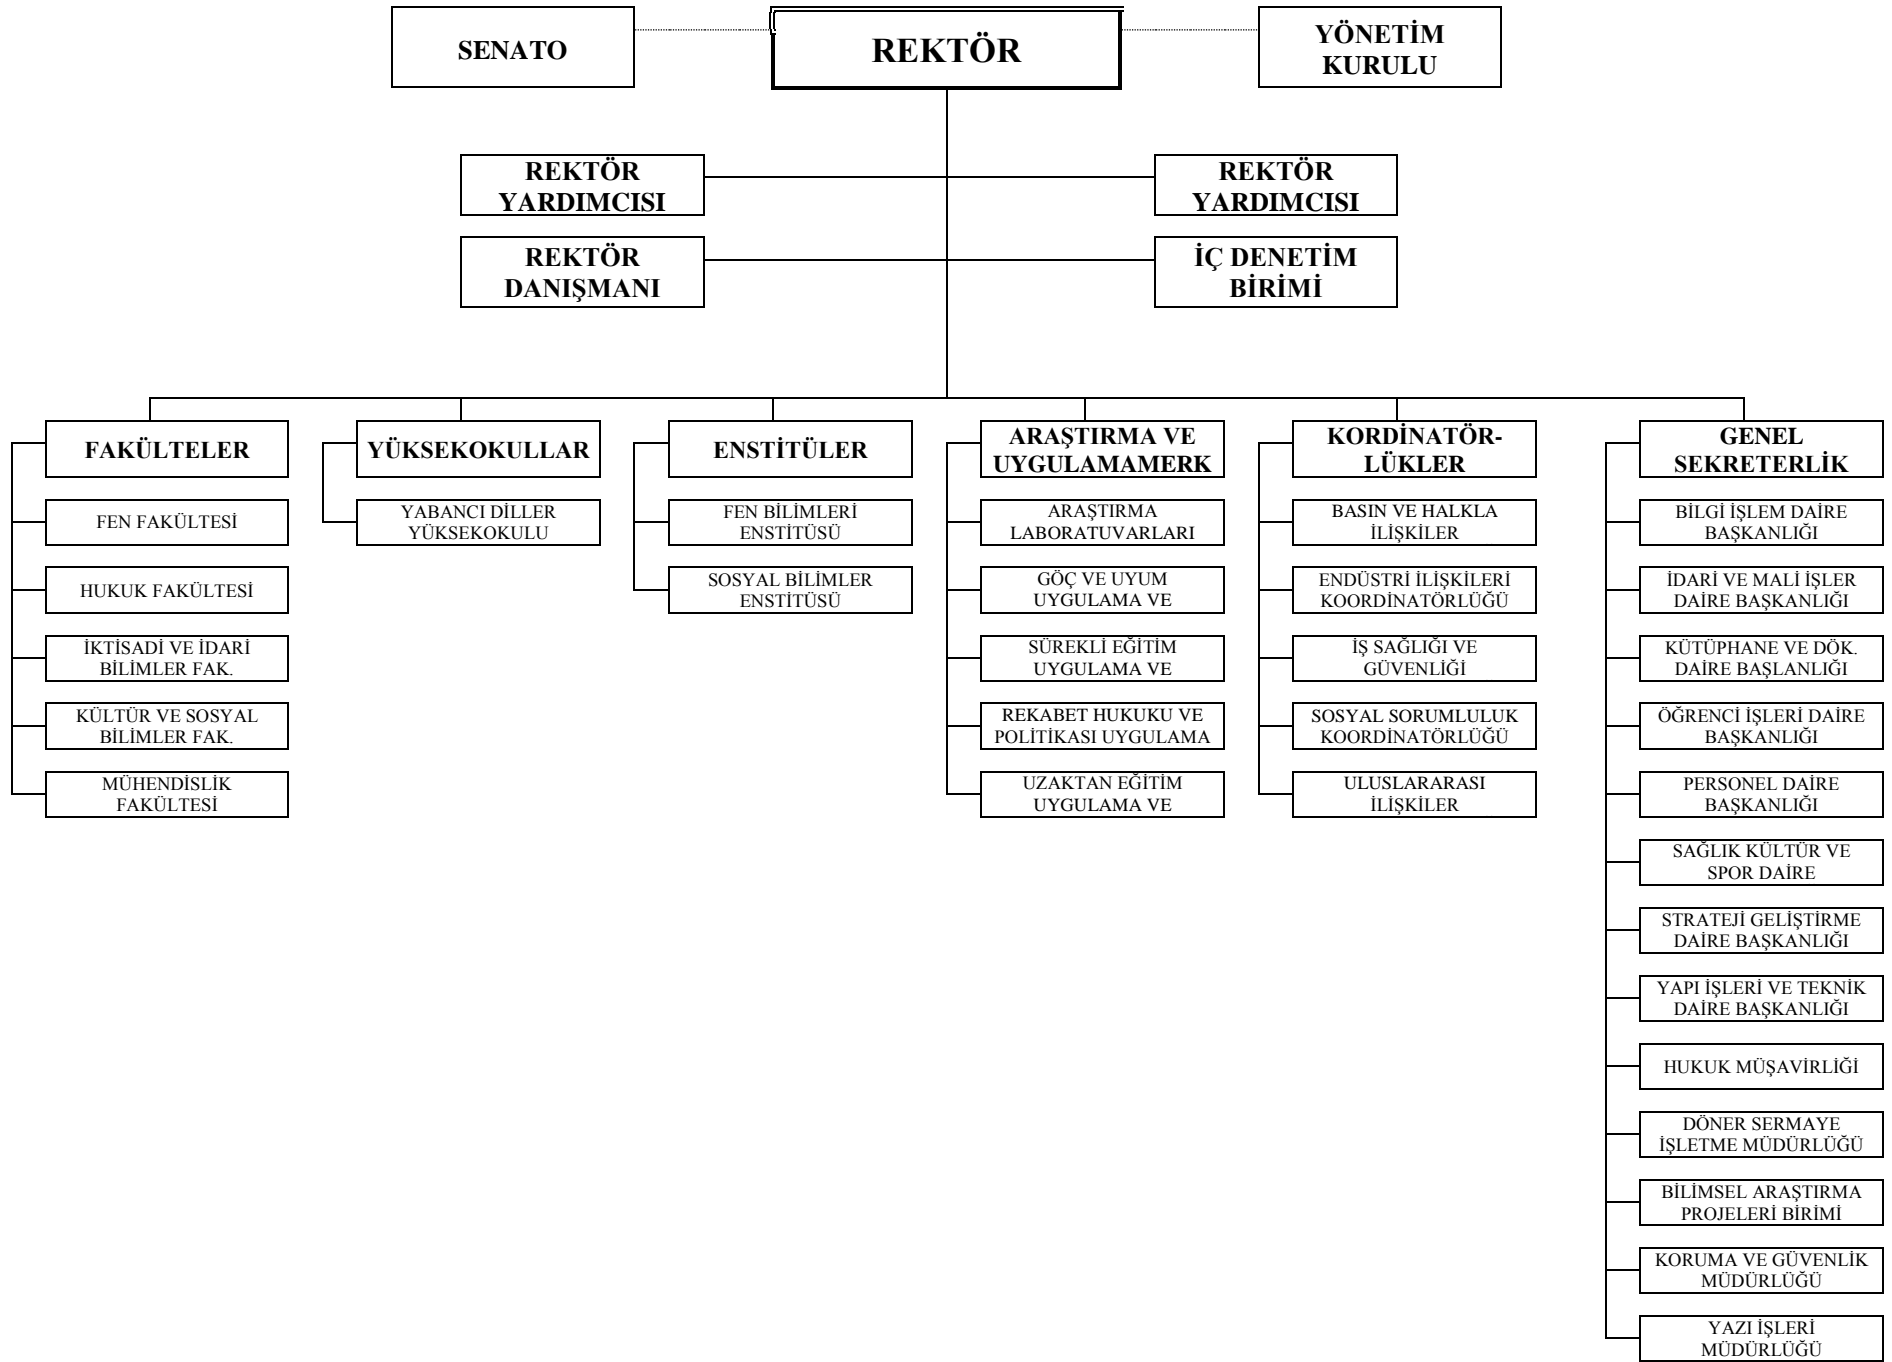 SENATO
REKTÖR
YÖNETİM
KURULU
REKTÖR
YARDIMCISI
REKTÖR
YARDIMCISI
REKTÖR
DANIŞMANI
İÇ DENETİM
BİRİMİ
FAKÜLTELER
FEN FAKÜLTESİ
HUKUK FAKÜLTESİ
İKTİSADİ VE İDARİ
BİLİMLER FAK.
KÜLTÜR VE SOSYAL
BİLİMLER FAK.
MÜHENDİSLİK
FAKÜLTESİ
YÜKSEKOKULLAR
YABANCI DİLLER
YÜKSEKOKULU
ENSTİTÜLER
FEN BİLİMLERİ
ENSTİTÜSÜ
SOSYAL BİLİMLER
ENSTİTÜSÜ
ARAŞTIRMA VE
UYGULAMAMERK
ARAŞTIRMA
LABORATUVARLARI
GÖÇ VE UYUM
UYGULAMA VE
SÜREKLİ EĞİTİM
UYGULAMA VE
REKABET HUKUKU VE
POLİTİKASI UYGULAMA
UZAKTAN EĞİTİM
UYGULAMA VE
KORDİNATÖR-
LÜKLER
BASIN VE HALKLA
İLİŞKİLER
ENDÜSTRİ İLİŞKİLERİ
KOORDİNATÖRLÜĞÜ
İŞ SAĞLIĞI VE
GÜVENLİĞİ
SOSYAL SORUMLULUK
KOORDİNATÖRLÜĞÜ
ULUSLARARASI
İLİŞKİLER
GENEL
SEKRETERLİK
BİLGİ İŞLEM DAİRE
BAŞKANLIĞI
İDARİ VE MALİ İŞLER
DAİRE BAŞKANLIĞI
KÜTÜPHANE VE DÖK.
DAİRE BAŞLANLIĞI
ÖĞRENCİ İŞLERİ DAİRE
BAŞKANLIĞI
PERSONEL DAİRE
BAŞKANLIĞI
SAĞLIK KÜLTÜR VE
SPOR DAİRE
STRATEJİ GELİŞTİRME
DAİRE BAŞKANLIĞI
YAPI İŞLERİ VE TEKNİK
DAİRE BAŞKANLIĞI
HUKUK MÜŞAVİRLİĞİ
DÖNER SERMAYE
İŞLETME MÜDÜRLÜĞÜ
BİLİMSEL ARAŞTIRMA
PROJELERİ BİRİMİ
KORUMA VE GÜVENLİK
MÜDÜRLÜĞÜ
YAZI İŞLERİ
MÜDÜRLÜĞÜ